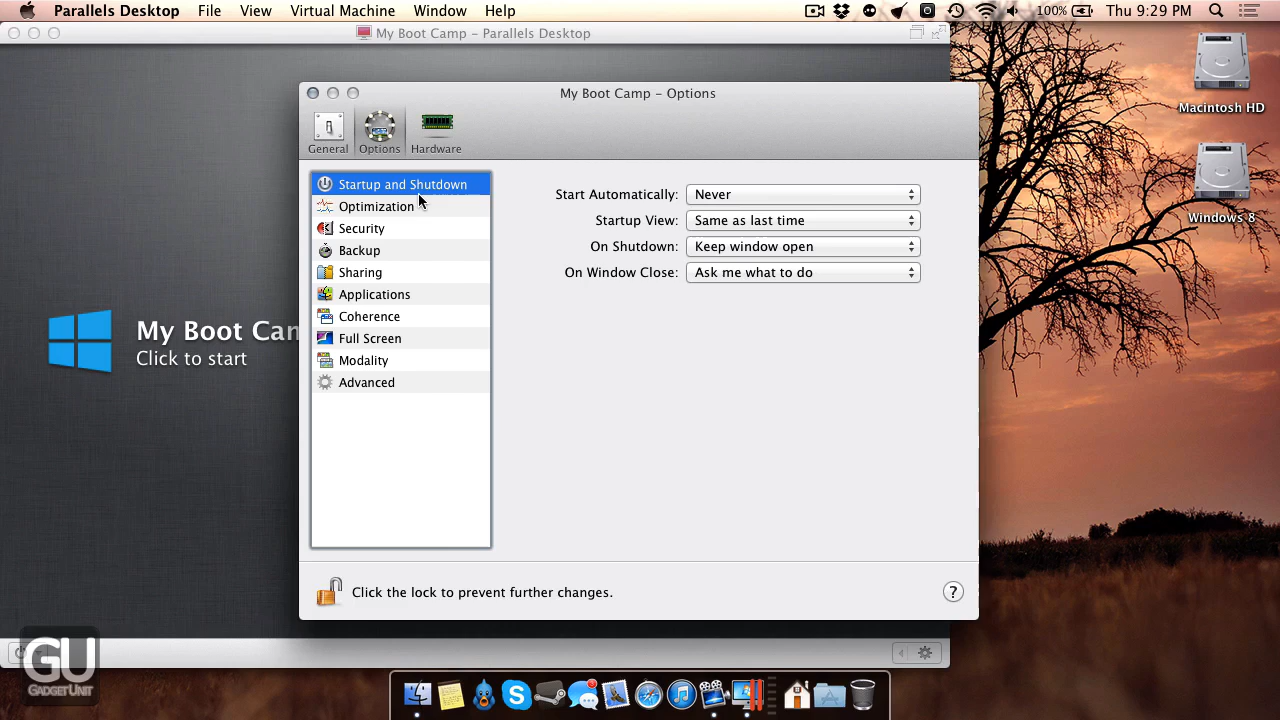 Parallels Desktop File View Virtual Machine Window Help 100% Thu 9:29 PM
My Boot Camp – Parallels Desktop
Macintosh HD
Windows 8
My Boot Cam
Click to start
My Boot Camp – Options
General Options Hardware
Startup and Shutdown
Optimization
Security
Backup
Sharing
Applications
Coherence
Full Screen
Modality
Advanced
Start Automatically: Never
Startup View: Same as last time
On Shutdown: Keep window open
On Window Close: Ask me what to do
Click the lock to prevent further changes. ?
GU
GADGETUNIT